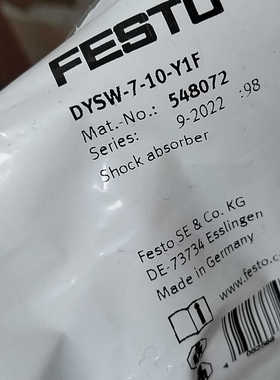 FESTO
DYSW-7-10-Y1F
Mat.-No.: 548072
Series: 9-2022 :98
Shock absorber
Festo SE & Co. KG
DE-73734 Esslingen
Made in Germany
www.festo.c